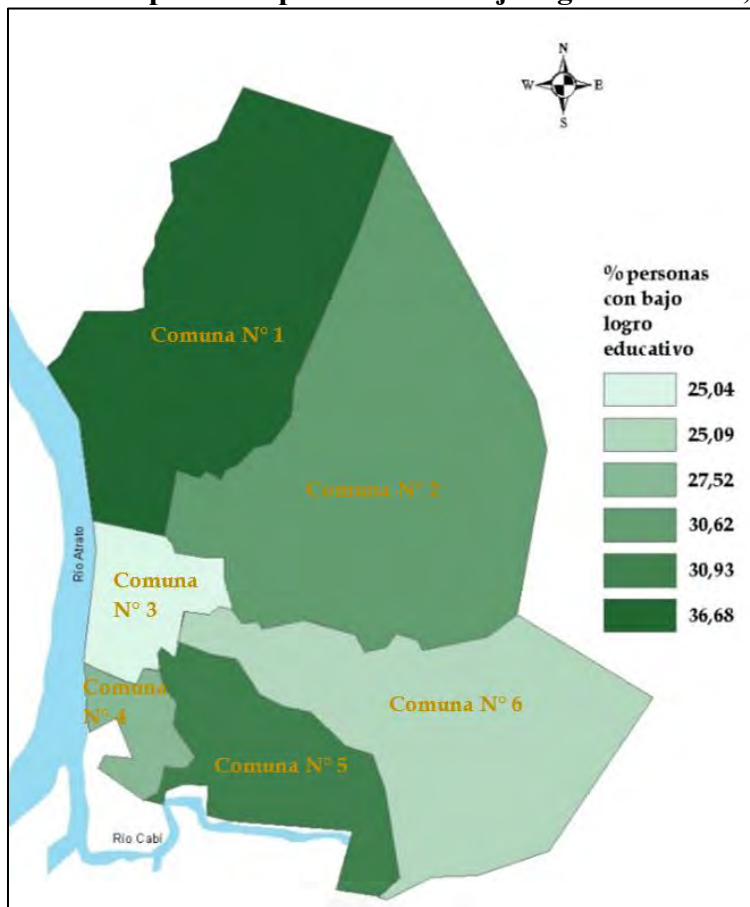 N
W E
S
% personas
con bajo
logro
educativo
25,04
25,09
27,52
30,62
30,93
36,68
Comuna N° 1
Comuna N° 2
Río Atrato
Comuna
N° 3
Comuna
N° 4
Comuna N° 6
Comuna N° 5
Río Cabí